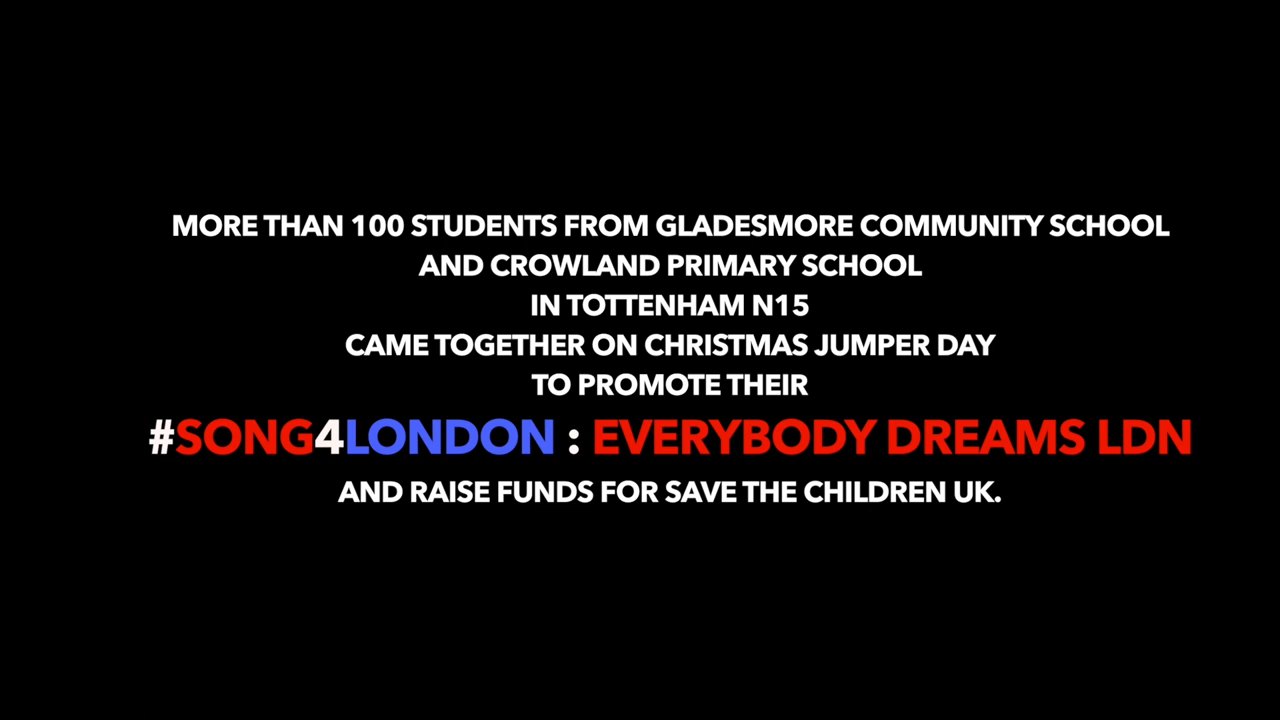 MORE THAN 100 STUDENTS FROM GLADESMORE COMMUNITY SCHOOL
AND CROWLAND PRIMARY SCHOOL
IN TOTTENHAM N15
CAME TOGETHER ON CHRISTMAS JUMPER DAY
TO PROMOTE THEIR
#SONG4LONDON : EVERYBODY DREAMS LDN
AND RAISE FUNDS FOR SAVE THE CHILDREN UK.